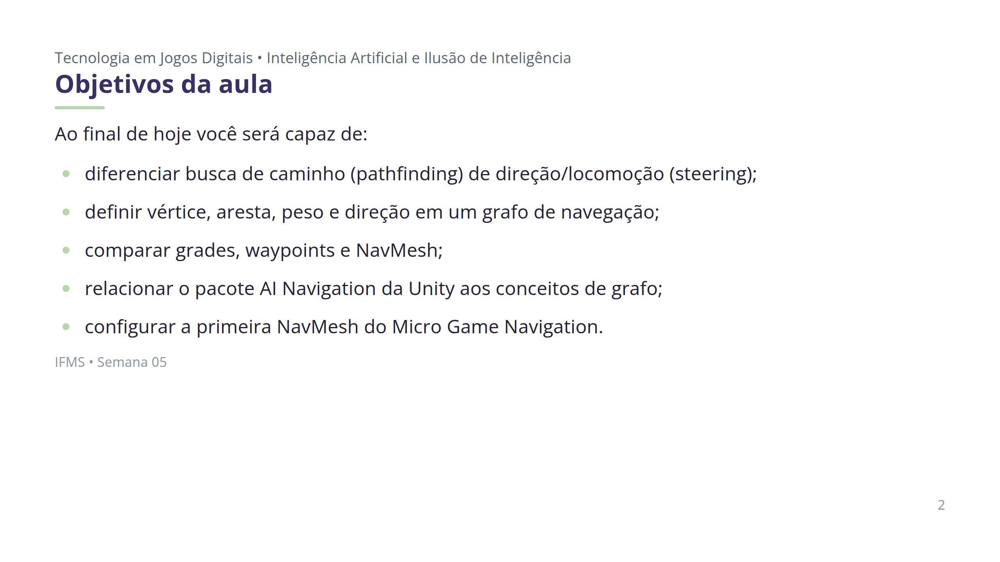 Tecnologia em Jogos Digitais • Inteligência Artificial e Ilusão de Inteligência
Objetivos da aula
Ao final de hoje você será capaz de:
• diferenciar busca de caminho (pathfinding) de direção/locomoção (steering);
• definir vértice, aresta, peso e direção em um grafo de navegação;
• comparar grades, waypoints e NavMesh;
• relacionar o pacote AI Navigation da Unity aos conceitos de grafo;
• configurar a primeira NavMesh do Micro Game Navigation.
IFMS • Semana 05
2